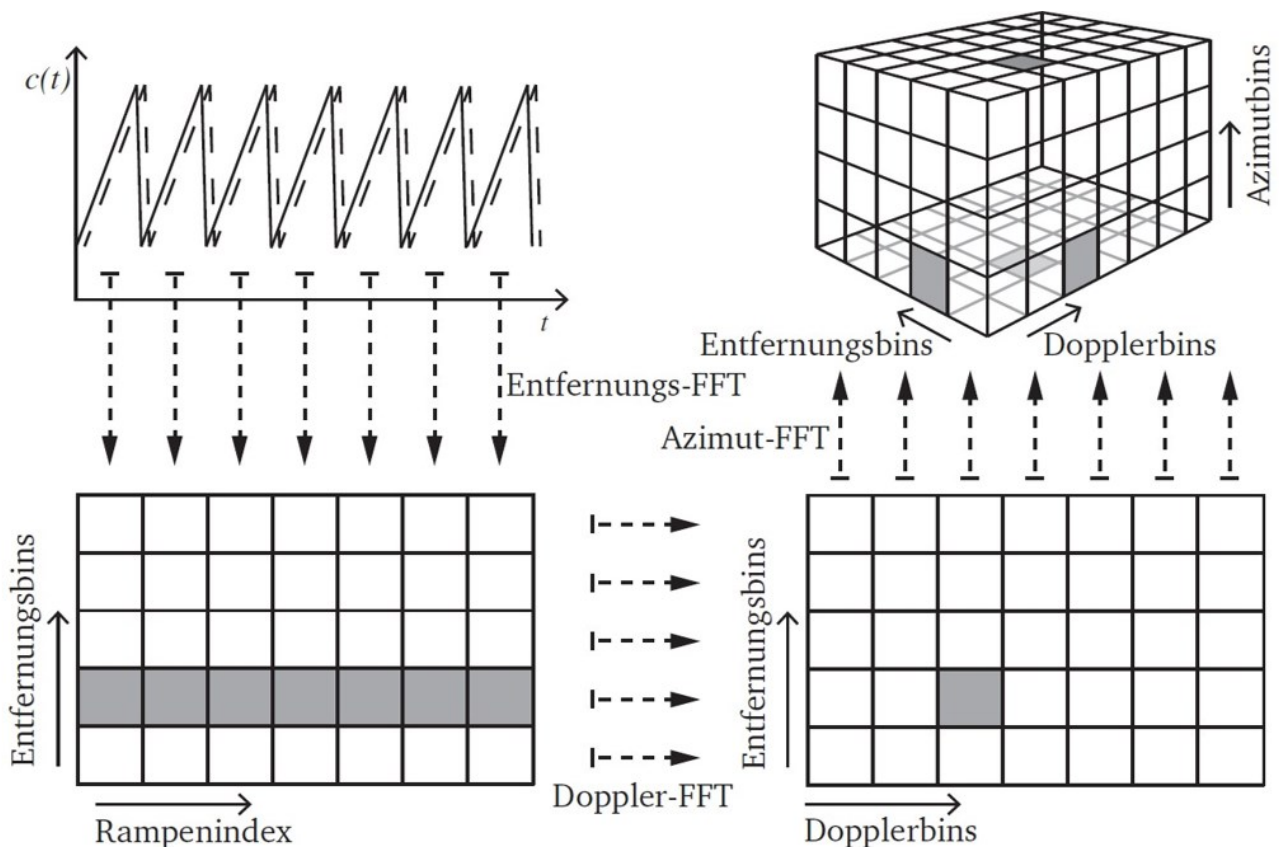 c(t)
t
Azimutbins
Entfernungsbins
Dopplerbins
Entfernungs-FFT
Azimut-FFT
Entfernungsbins
Rampenindex
Doppler-FFT
Entfernungsbins
Dopplerbins